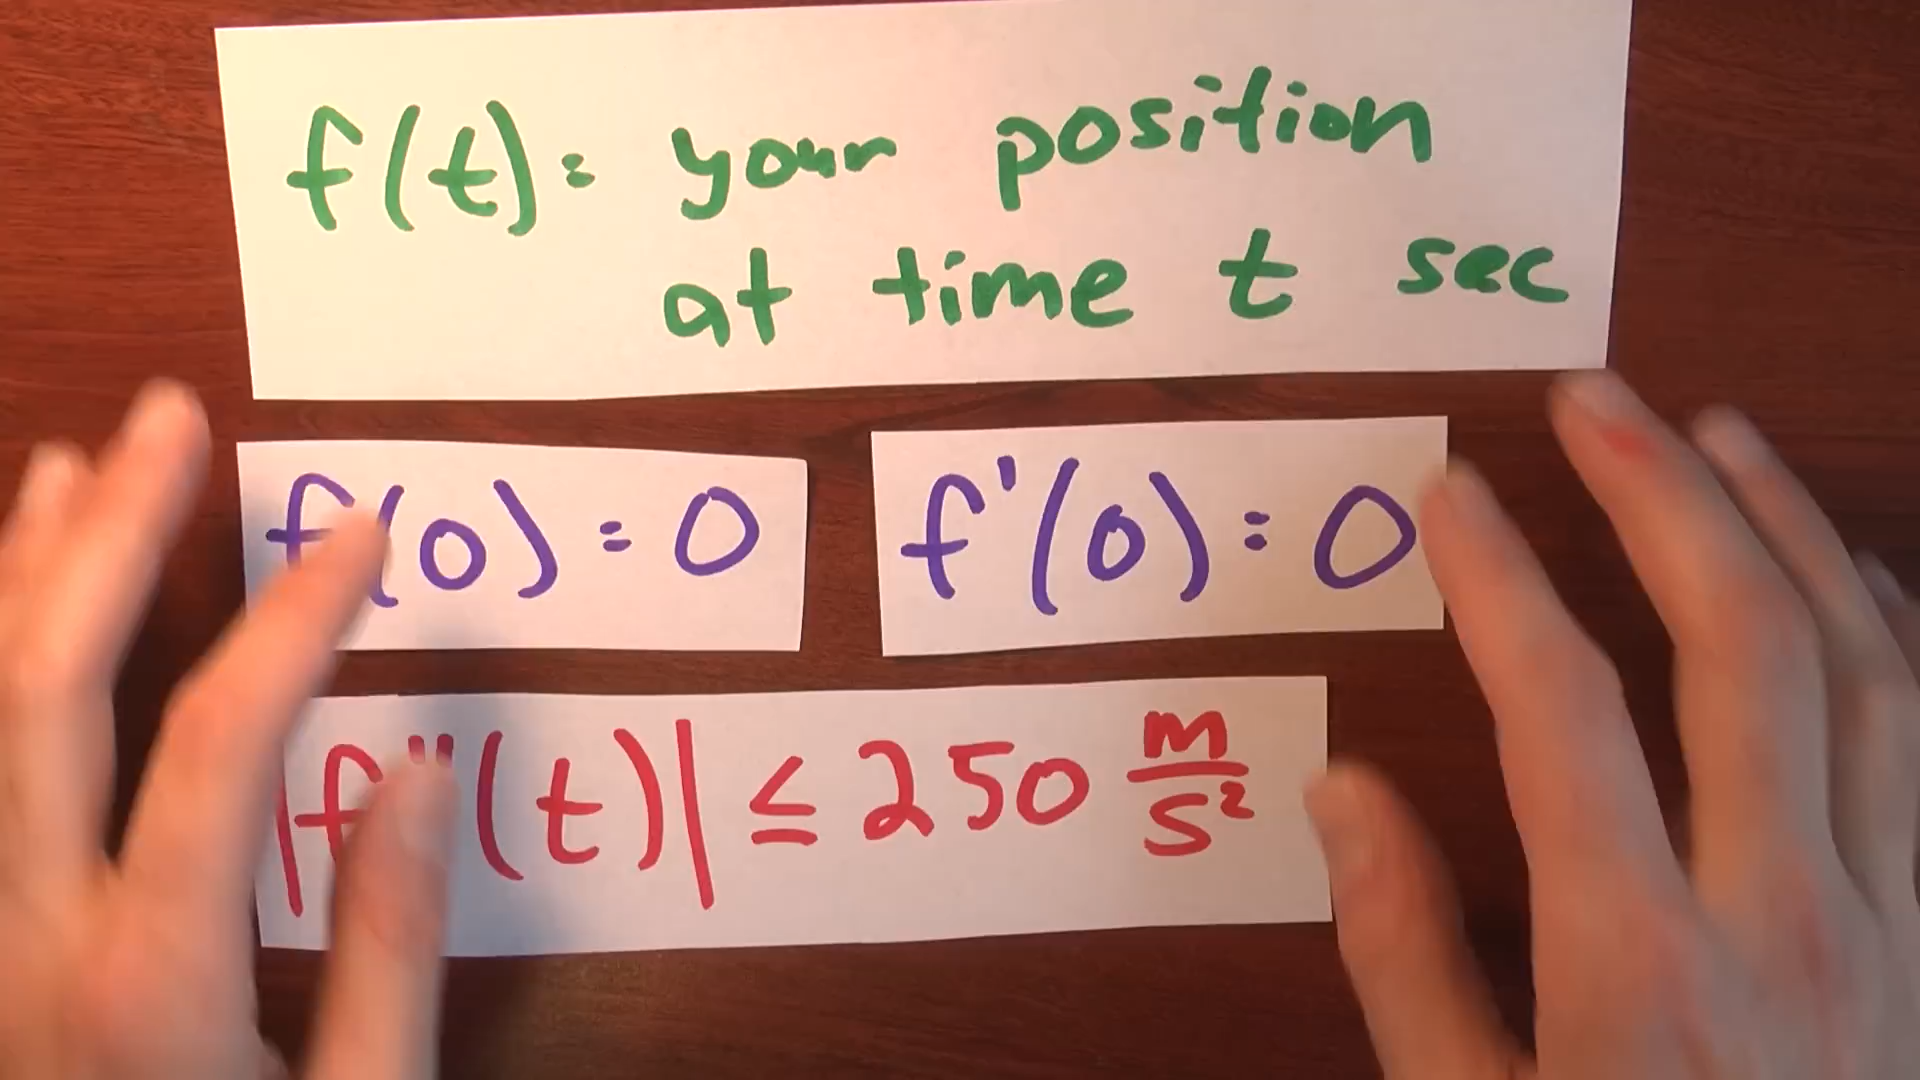 f(t)= your position
at time t sec
f(0) = 0
f'(0) = 0
|f''(t)| ≤ 250 m/s²